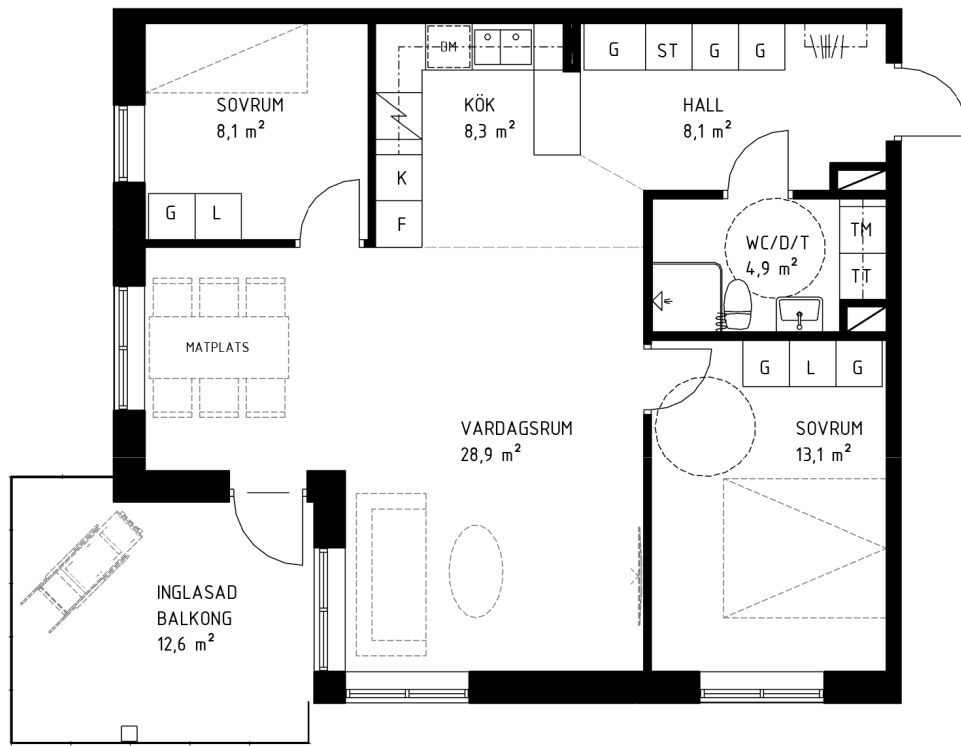 DM
G
ST
G
G
SOVRUM
8,1 m²
KÖK
8,3 m²
HALL
8,1 m²
K
F
G
L
WC/D/T
4,9 m²
TM
TT
MATPLATS
G
L
G
VARDAGSRUM
28,9 m²
SOVRUM
13,1 m²
INGLASAD
BALKONG
12,6 m²